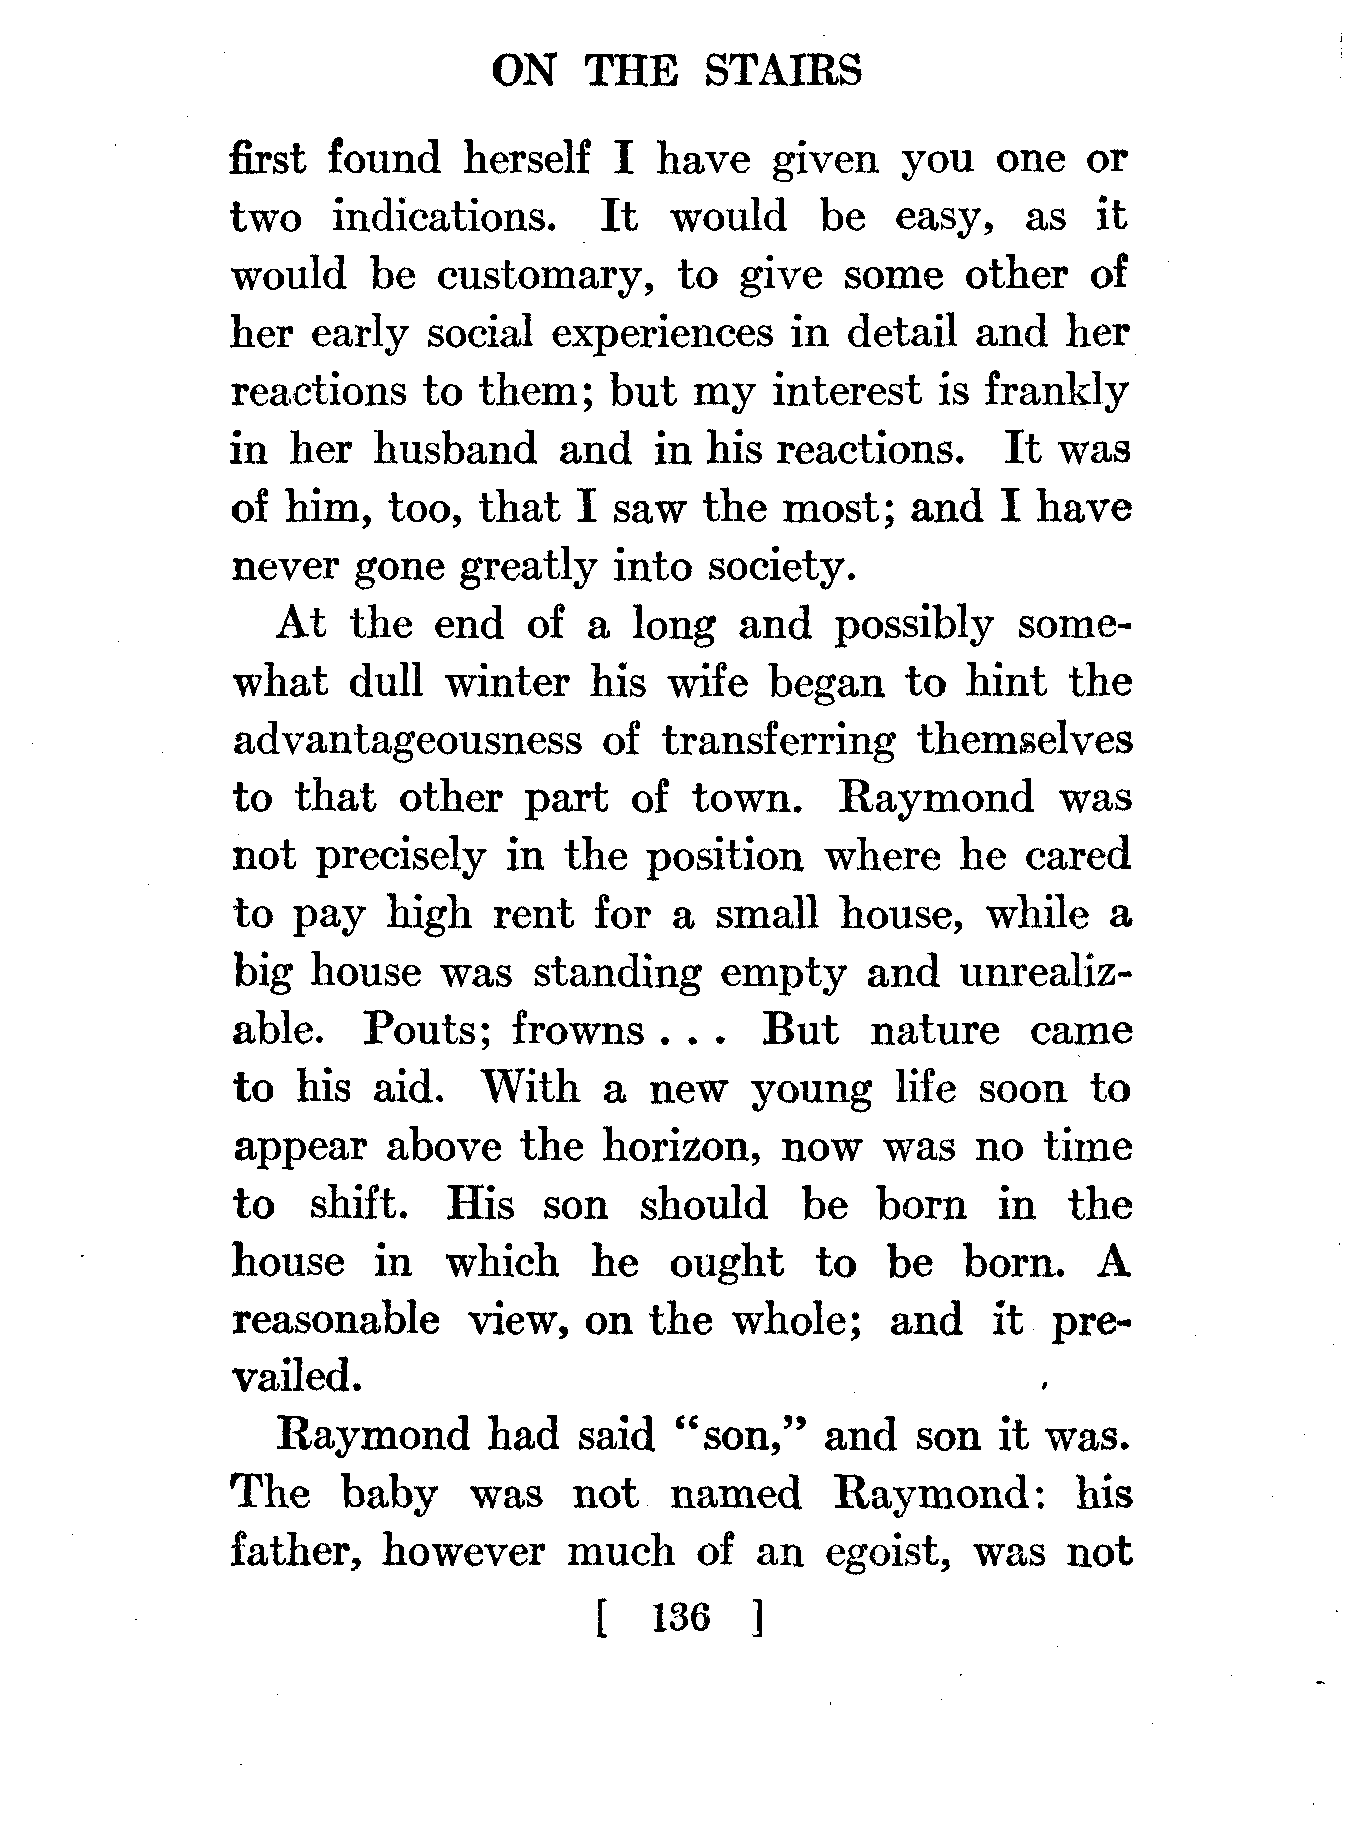 ON THE STAIRS
first found herself I have given you one or
two indications. It would be easy, as it
would be customary, to give some other of
her early social experiences in detail and her
reactions to them; but my interest is frankly
in her husband and in his reactions. It was
of him, too, that I saw the most; and I have
never gone greatly into society.
At the end of a long and possibly some-
what dull winter his wife began to hint the
advantageousness of transferring themselves
to that other part of town. Raymond was
not precisely in the position where he cared
to pay high rent for a small house, while a
big house was standing empty and unrealiz-
able. Pouts; frowns . . . But nature came
to his aid. With a new young life soon to
appear above the horizon, now was no time
to shift. His son should be born in the
house in which he ought to be born. A
reasonable view, on the whole; and it pre-
vailed.
Raymond had said “son,” and son it was.
The baby was not named Raymond: his
father, however much of an egoist, was not
[ 136 ]